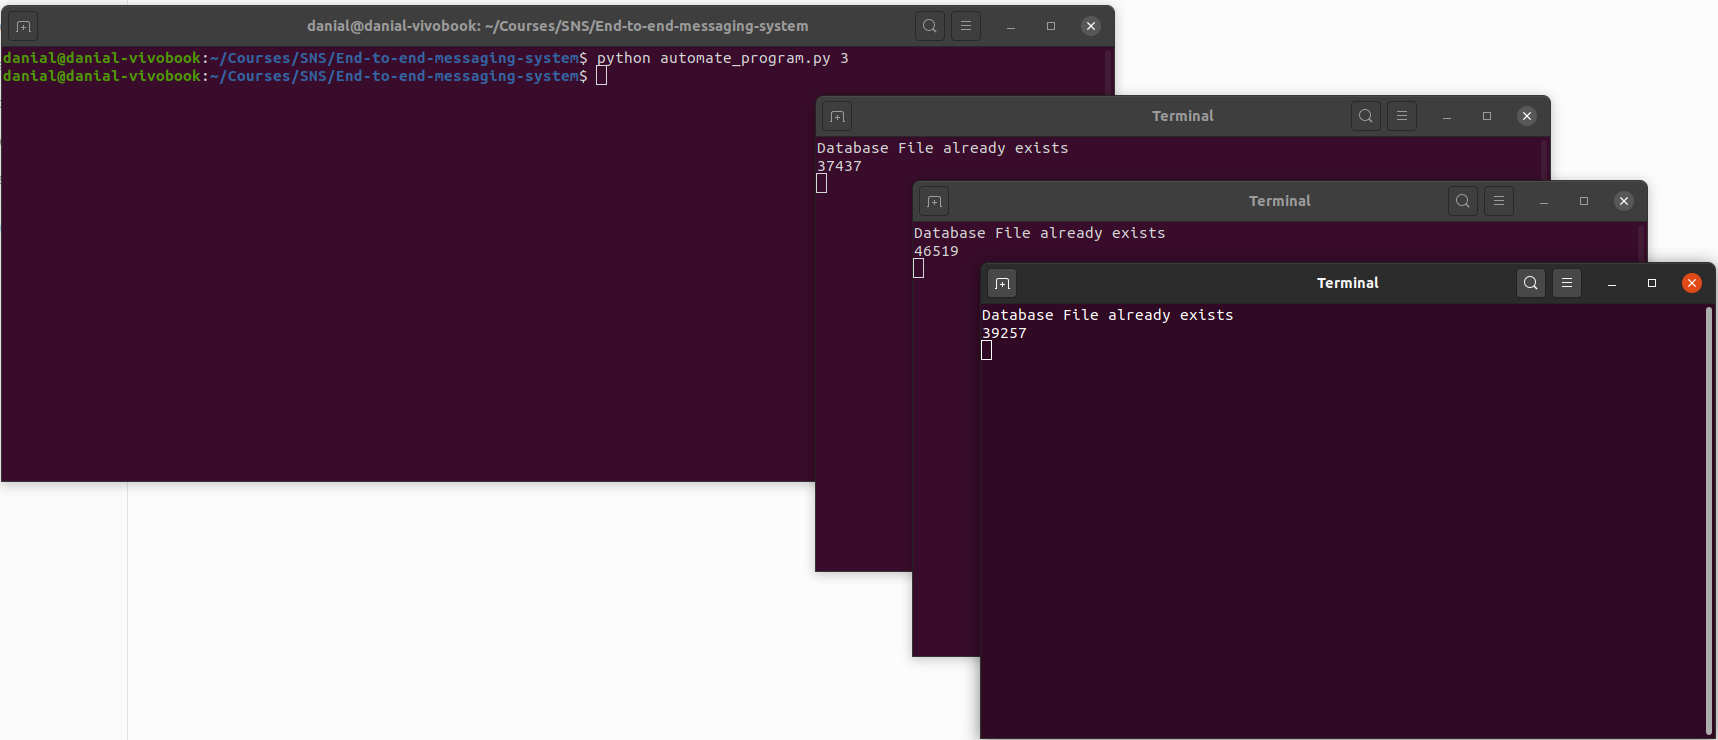 danial@danial-vivobook: ~/Courses/SNS/End-to-end-messaging-system
danial@danial-vivobook:~/Courses/SNS/End-to-end-messaging-system$ python automate_program.py 3
danial@danial-vivobook:~/Courses/SNS/End-to-end-messaging-system$
Terminal
Database File already exists
37437
Terminal
Database File already exists
46519
Terminal
Database File already exists
39257